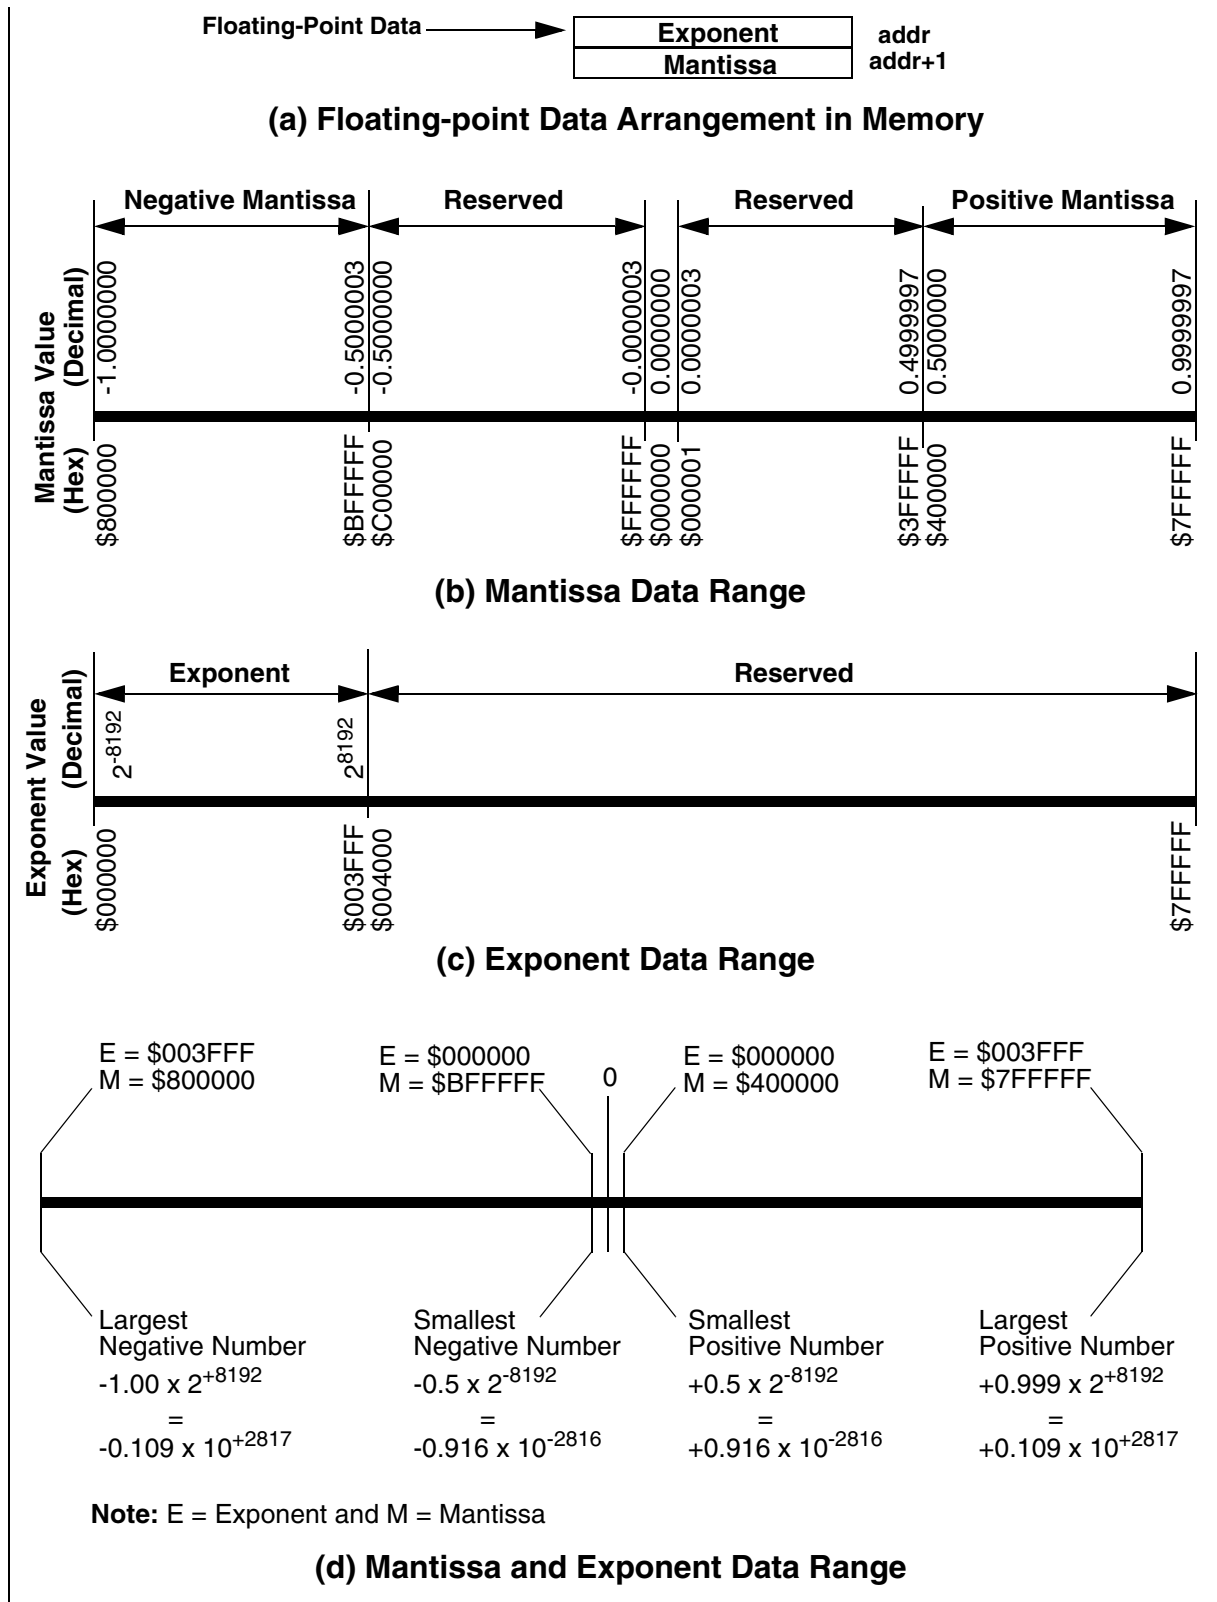 Floating-Point Data
Exponent
addr
Mantissa
addr+1
(a) Floating-point Data Arrangement in Memory
Negative Mantissa
Reserved
Reserved
Positive Mantissa
Mantissa Value
(Decimal)
-1.0000000
-0.5000003
-0.5000000
-0.0000003
0.0000000
0.0000003
0.4999997
0.5000000
0.9999997
(Hex)
$800000
$BFFFFF
$C00000
$FFFFFF
$000000
$000001
$3FFFFF
$400000
$7FFFFF
(b) Mantissa Data Range
Exponent
Reserved
Exponent Value
(Decimal)
2-8192
28192
(Hex)
$000000
$003FFF
$004000
$7FFFFF
(c) Exponent Data Range
E = $003FFF
M = $800000
E = $000000
M = $BFFFFF
0
E = $000000
M = $400000
E = $003FFF
M = $7FFFFF
Largest
Negative Number
-1.00 x 2+8192
=
-0.109 x 10+2817
Smallest
Negative Number
-0.5 x 2-8192
=
-0.916 x 10-2816
Smallest
Positive Number
+0.5 x 2-8192
=
+0.916 x 10-2816
Largest
Positive Number
+0.999 x 2+8192
=
+0.109 x 10+2817
Note: E = Exponent and M = Mantissa
(d) Mantissa and Exponent Data Range